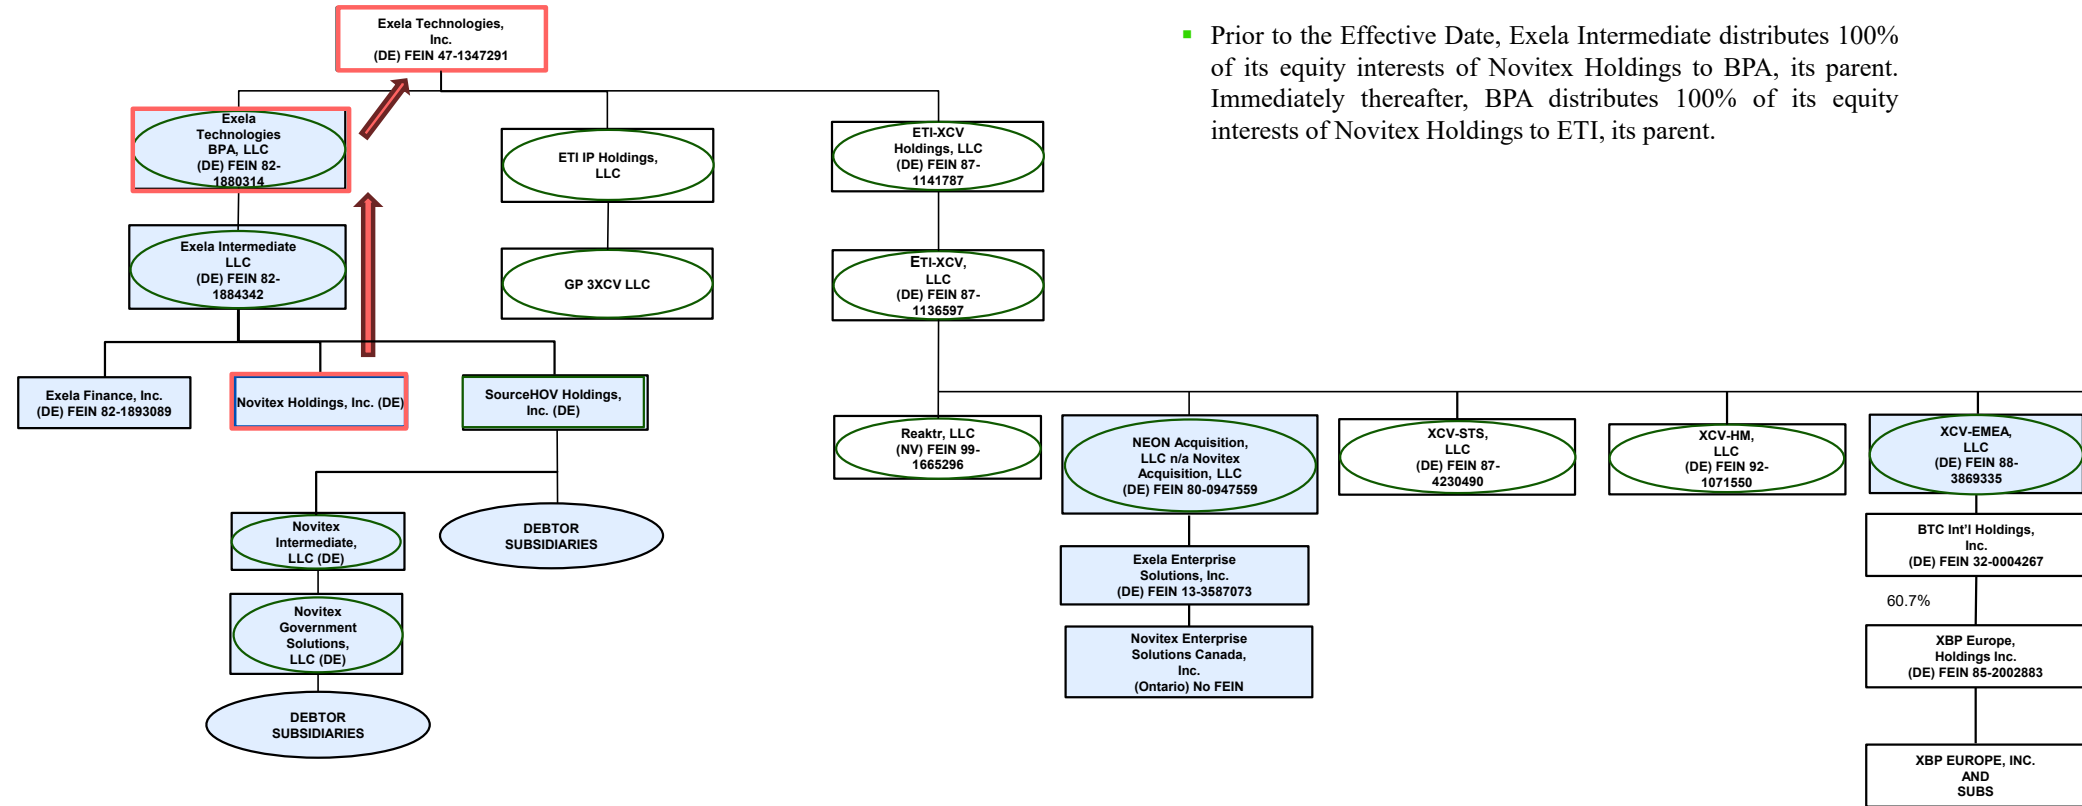 Exela Technologies,
Inc.
(DE) FEIN 47-1347291
▪ Prior to the Effective Date, Exela Intermediate distributes 100%
of its equity interests of Novitex Holdings to BPA, its parent.
Immediately thereafter, BPA distributes 100% of its equity
interests of Novitex Holdings to ETI, its parent.
Exela
Technologies
BPA, LLC
(DE) FEIN 82-
1880314
ETI IP Holdings,
LLC
ETI-XCV
Holdings, LLC
(DE) FEIN 87-
1141787
Exela Intermediate
LLC
(DE) FEIN 82-
1884342
GP 3XCV LLC
ETI-XCV,
LLC
(DE) FEIN 87-
1136597
Exela Finance, Inc.
(DE) FEIN 82-1893089
Novitex Holdings, Inc. (DE)
SourceHOV Holdings,
Inc. (DE)
Reaktr, LLC
(NV) FEIN 99-
1665296
NEON Acquisition,
LLC n/a Novitex
Acquisition, LLC
(DE) FEIN 80-0947559
XCV-STS,
LLC
(DE) FEIN 87-
4230490
XCV-HM,
LLC
(DE) FEIN 92-
1071550
XCV-EMEA,
LLC
(DE) FEIN 88-
3869335
Novitex
Intermediate,
LLC (DE)
DEBTOR
SUBSIDIARIES
Exela Enterprise
Solutions, Inc.
(DE) FEIN 13-3587073
BTC Int'l Holdings,
Inc.
(DE) FEIN 32-0004267
60.7%
Novitex
Government
Solutions,
LLC (DE)
Novitex Enterprise
Solutions Canada,
Inc.
(Ontario) No FEIN
XBP Europe,
Holdings Inc.
(DE) FEIN 85-2002883
DEBTOR
SUBSIDIARIES
XBP EUROPE, INC.
AND
SUBS